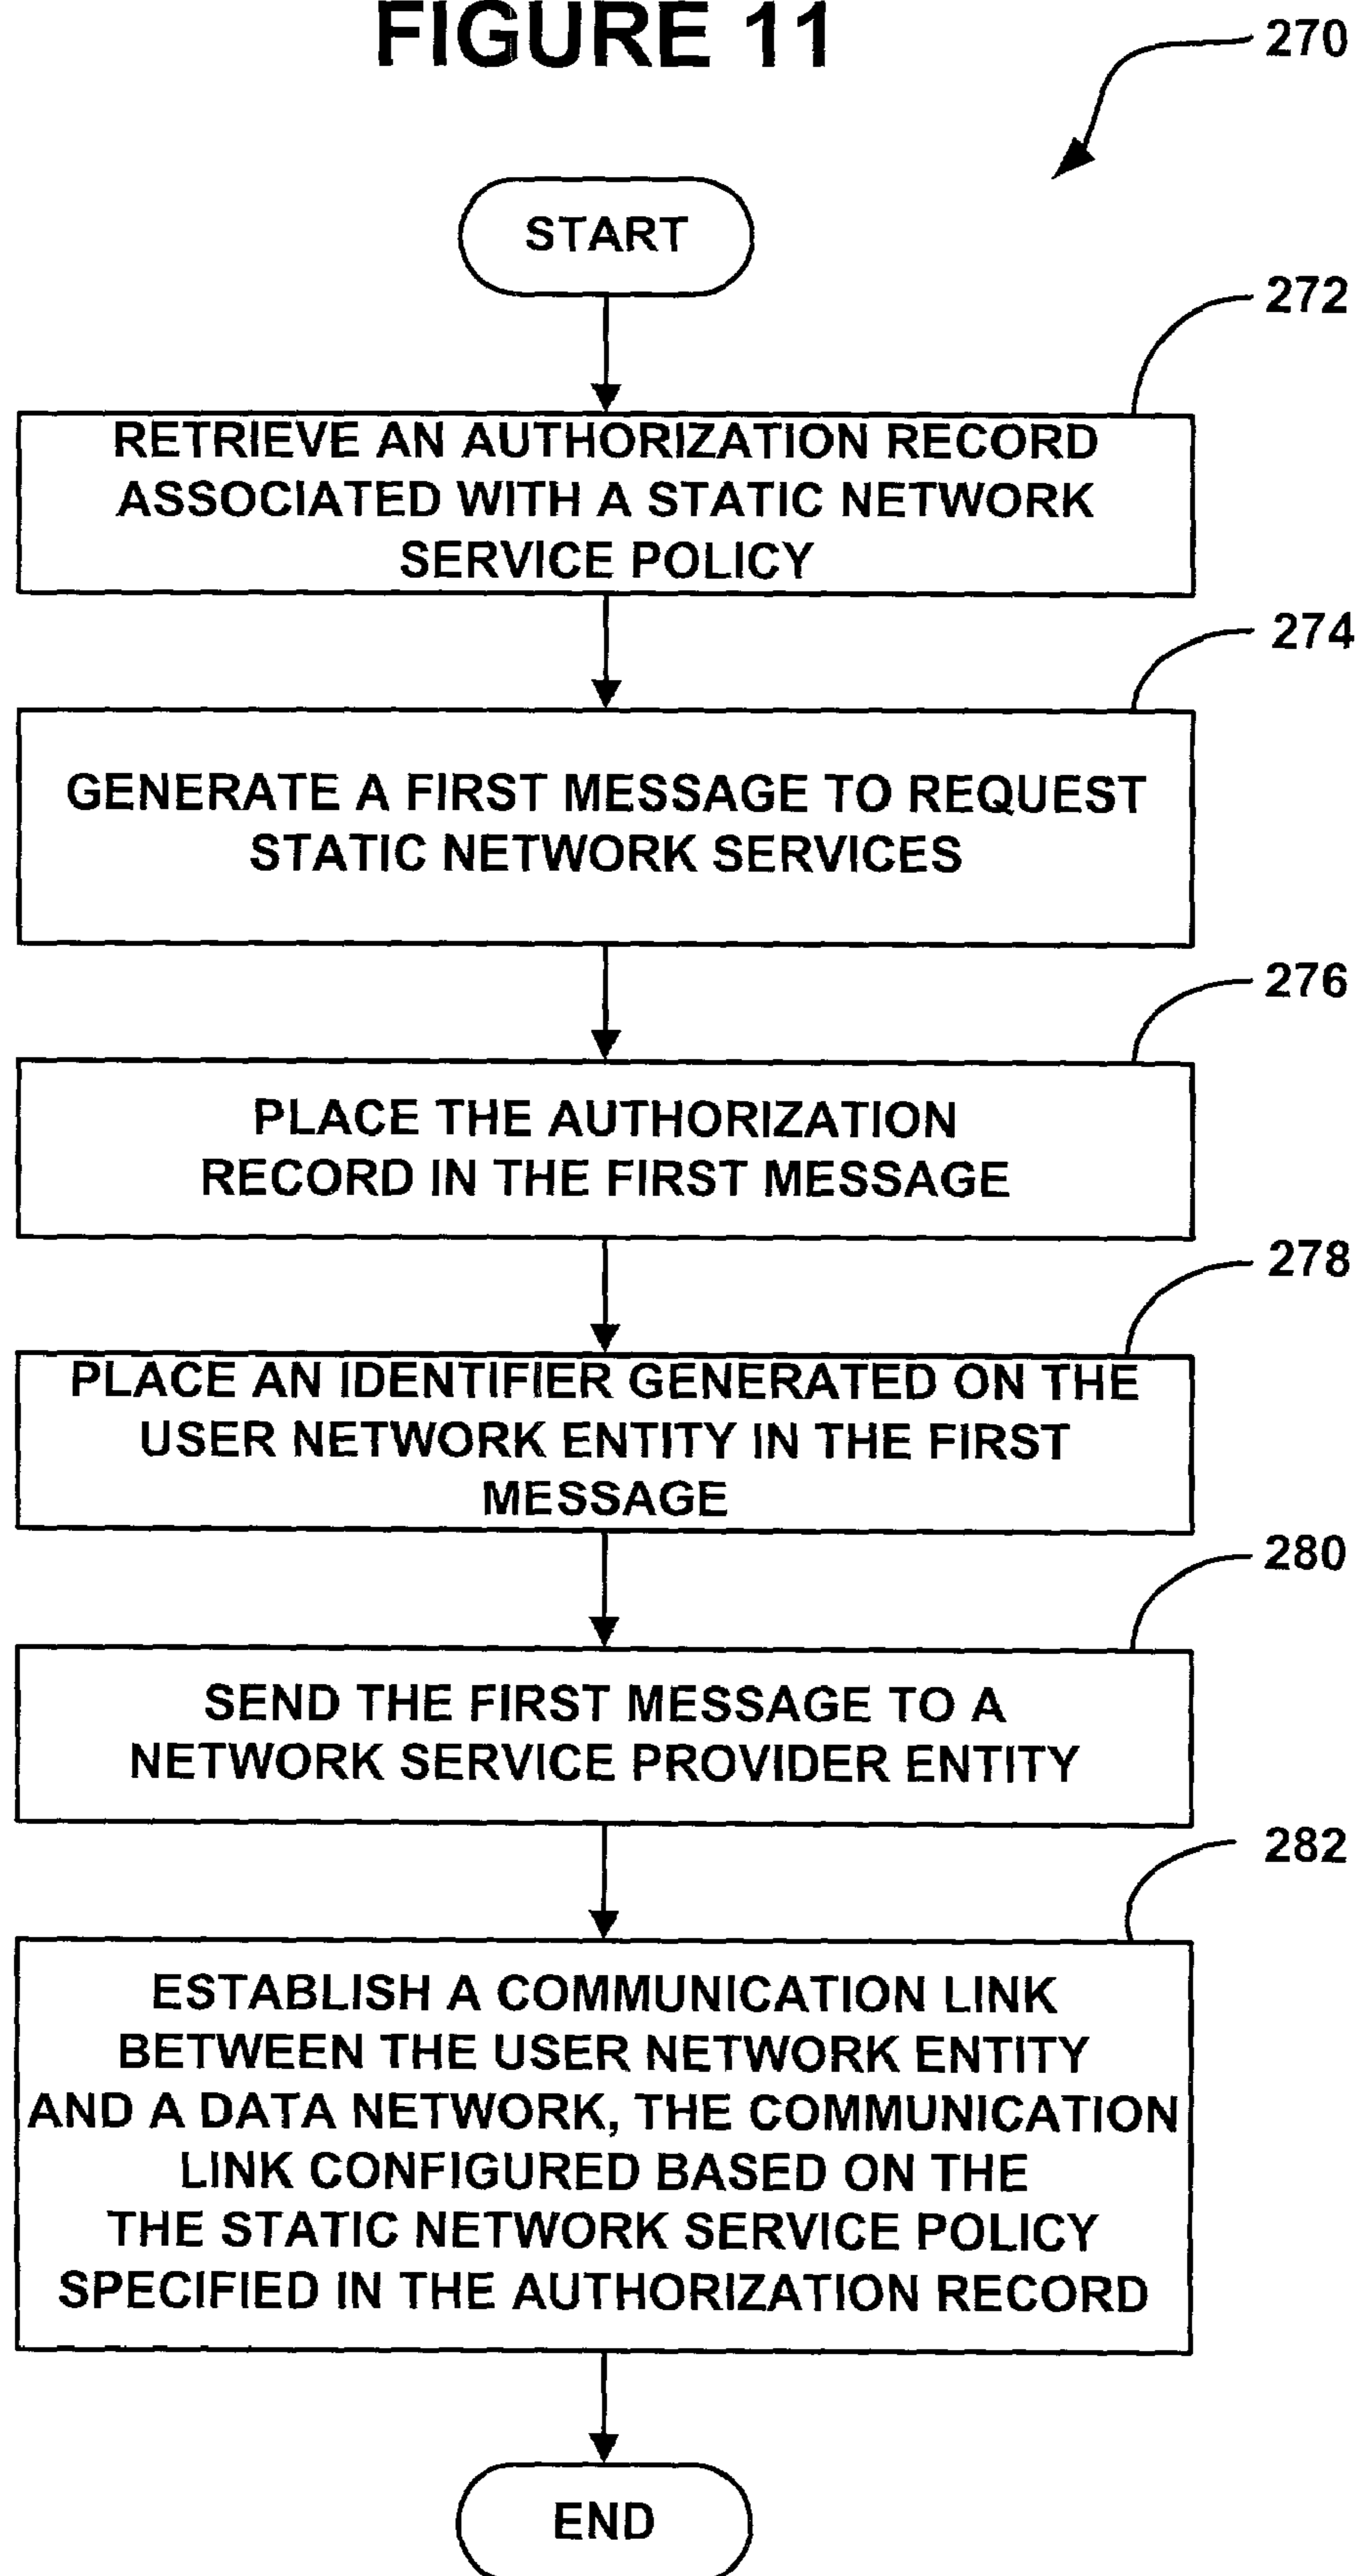 FIGURE 11
270
START
272
RETRIEVE AN AUTHORIZATION RECORD
ASSOCIATED WITH A STATIC NETWORK
SERVICE POLICY
274
GENERATE A FIRST MESSAGE TO REQUEST
STATIC NETWORK SERVICES
276
PLACE THE AUTHORIZATION
RECORD IN THE FIRST MESSAGE
278
PLACE AN IDENTIFIER GENERATED ON THE
USER NETWORK ENTITY IN THE FIRST
MESSAGE
280
SEND THE FIRST MESSAGE TO A
NETWORK SERVICE PROVIDER ENTITY
282
ESTABLISH A COMMUNICATION LINK
BETWEEN THE USER NETWORK ENTITY
AND A DATA NETWORK, THE COMMUNICATION
LINK CONFIGURED BASED ON THE
THE STATIC NETWORK SERVICE POLICY
SPECIFIED IN THE AUTHORIZATION RECORD
END